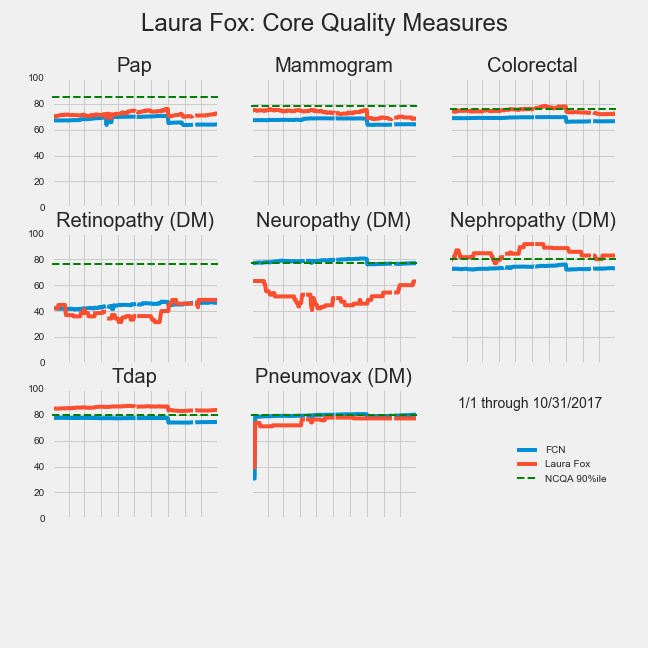 Laura Fox: Core Quality Measures
Pap
Mammogram
Colorectal
100
80
60
40
20
0
Retinopathy (DM)
Neuropathy (DM)
Nephropathy (DM)
100
80
60
40
20
0
Tdap
Pneumovax (DM)
100
80
60
40
20
0
1/1 through 10/31/2017
FCN
Laura Fox
NCQA 90%ile